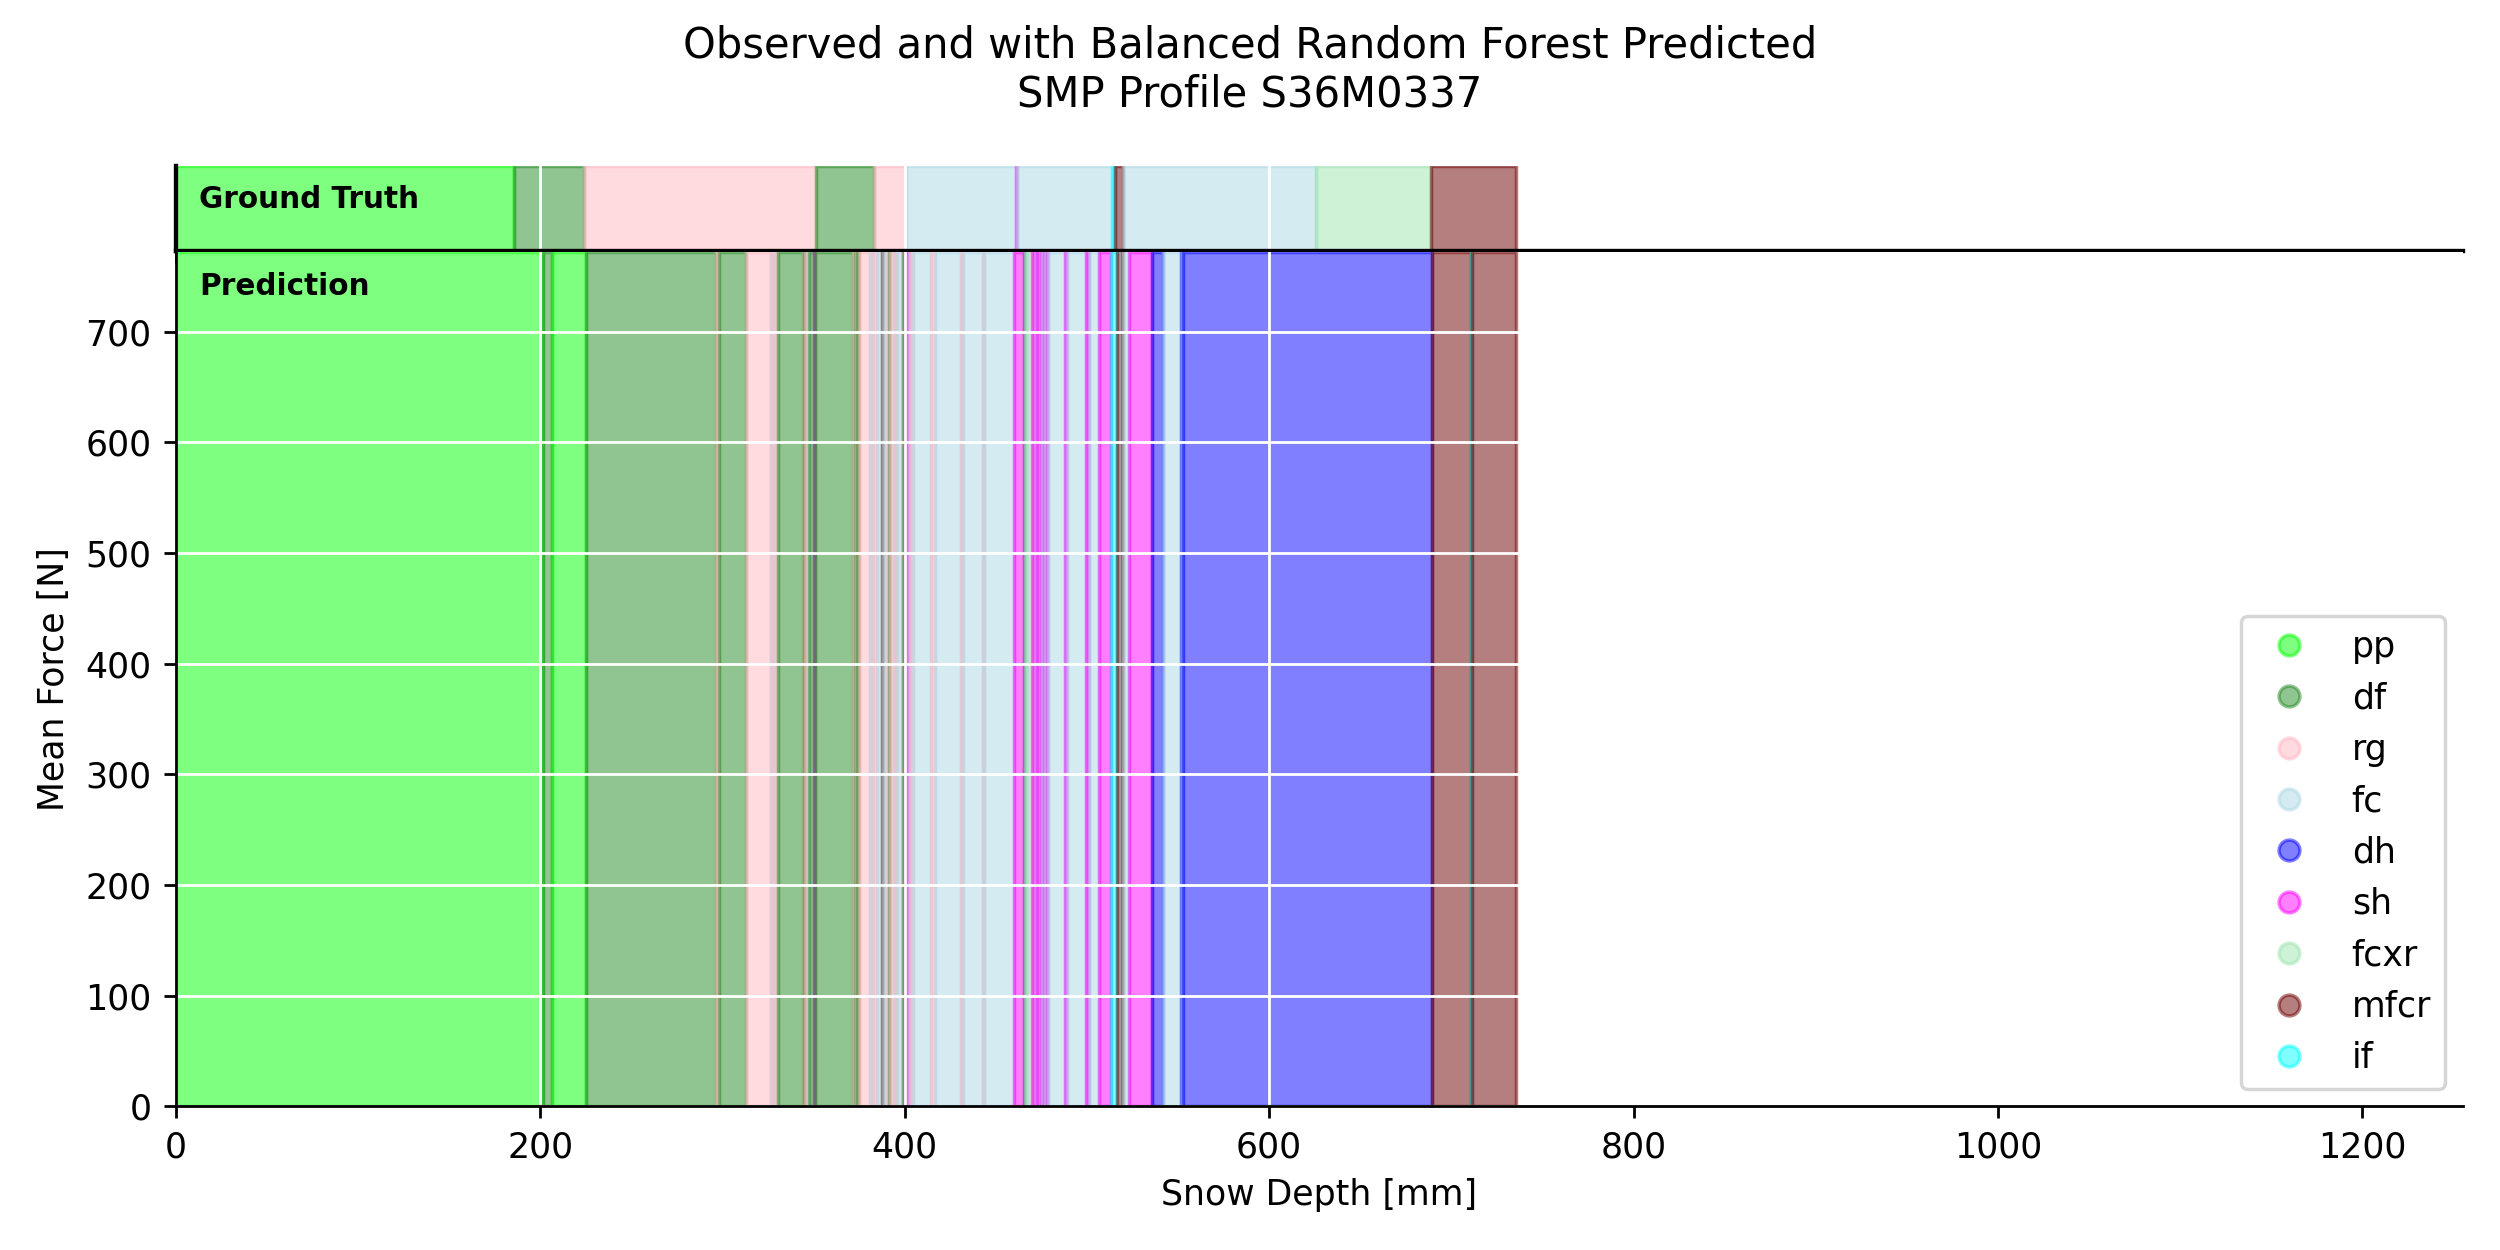 Observed and with Balanced Random Forest Predicted
SMP Profile S36M0337
Ground Truth
Prediction
700
600
500
400
300
200
100
0
Mean Force [N]
0 200 400 600 800 1000 1200
Snow Depth [mm]
pp
df
rg
fc
dh
sh
fcxr
mfcr
if